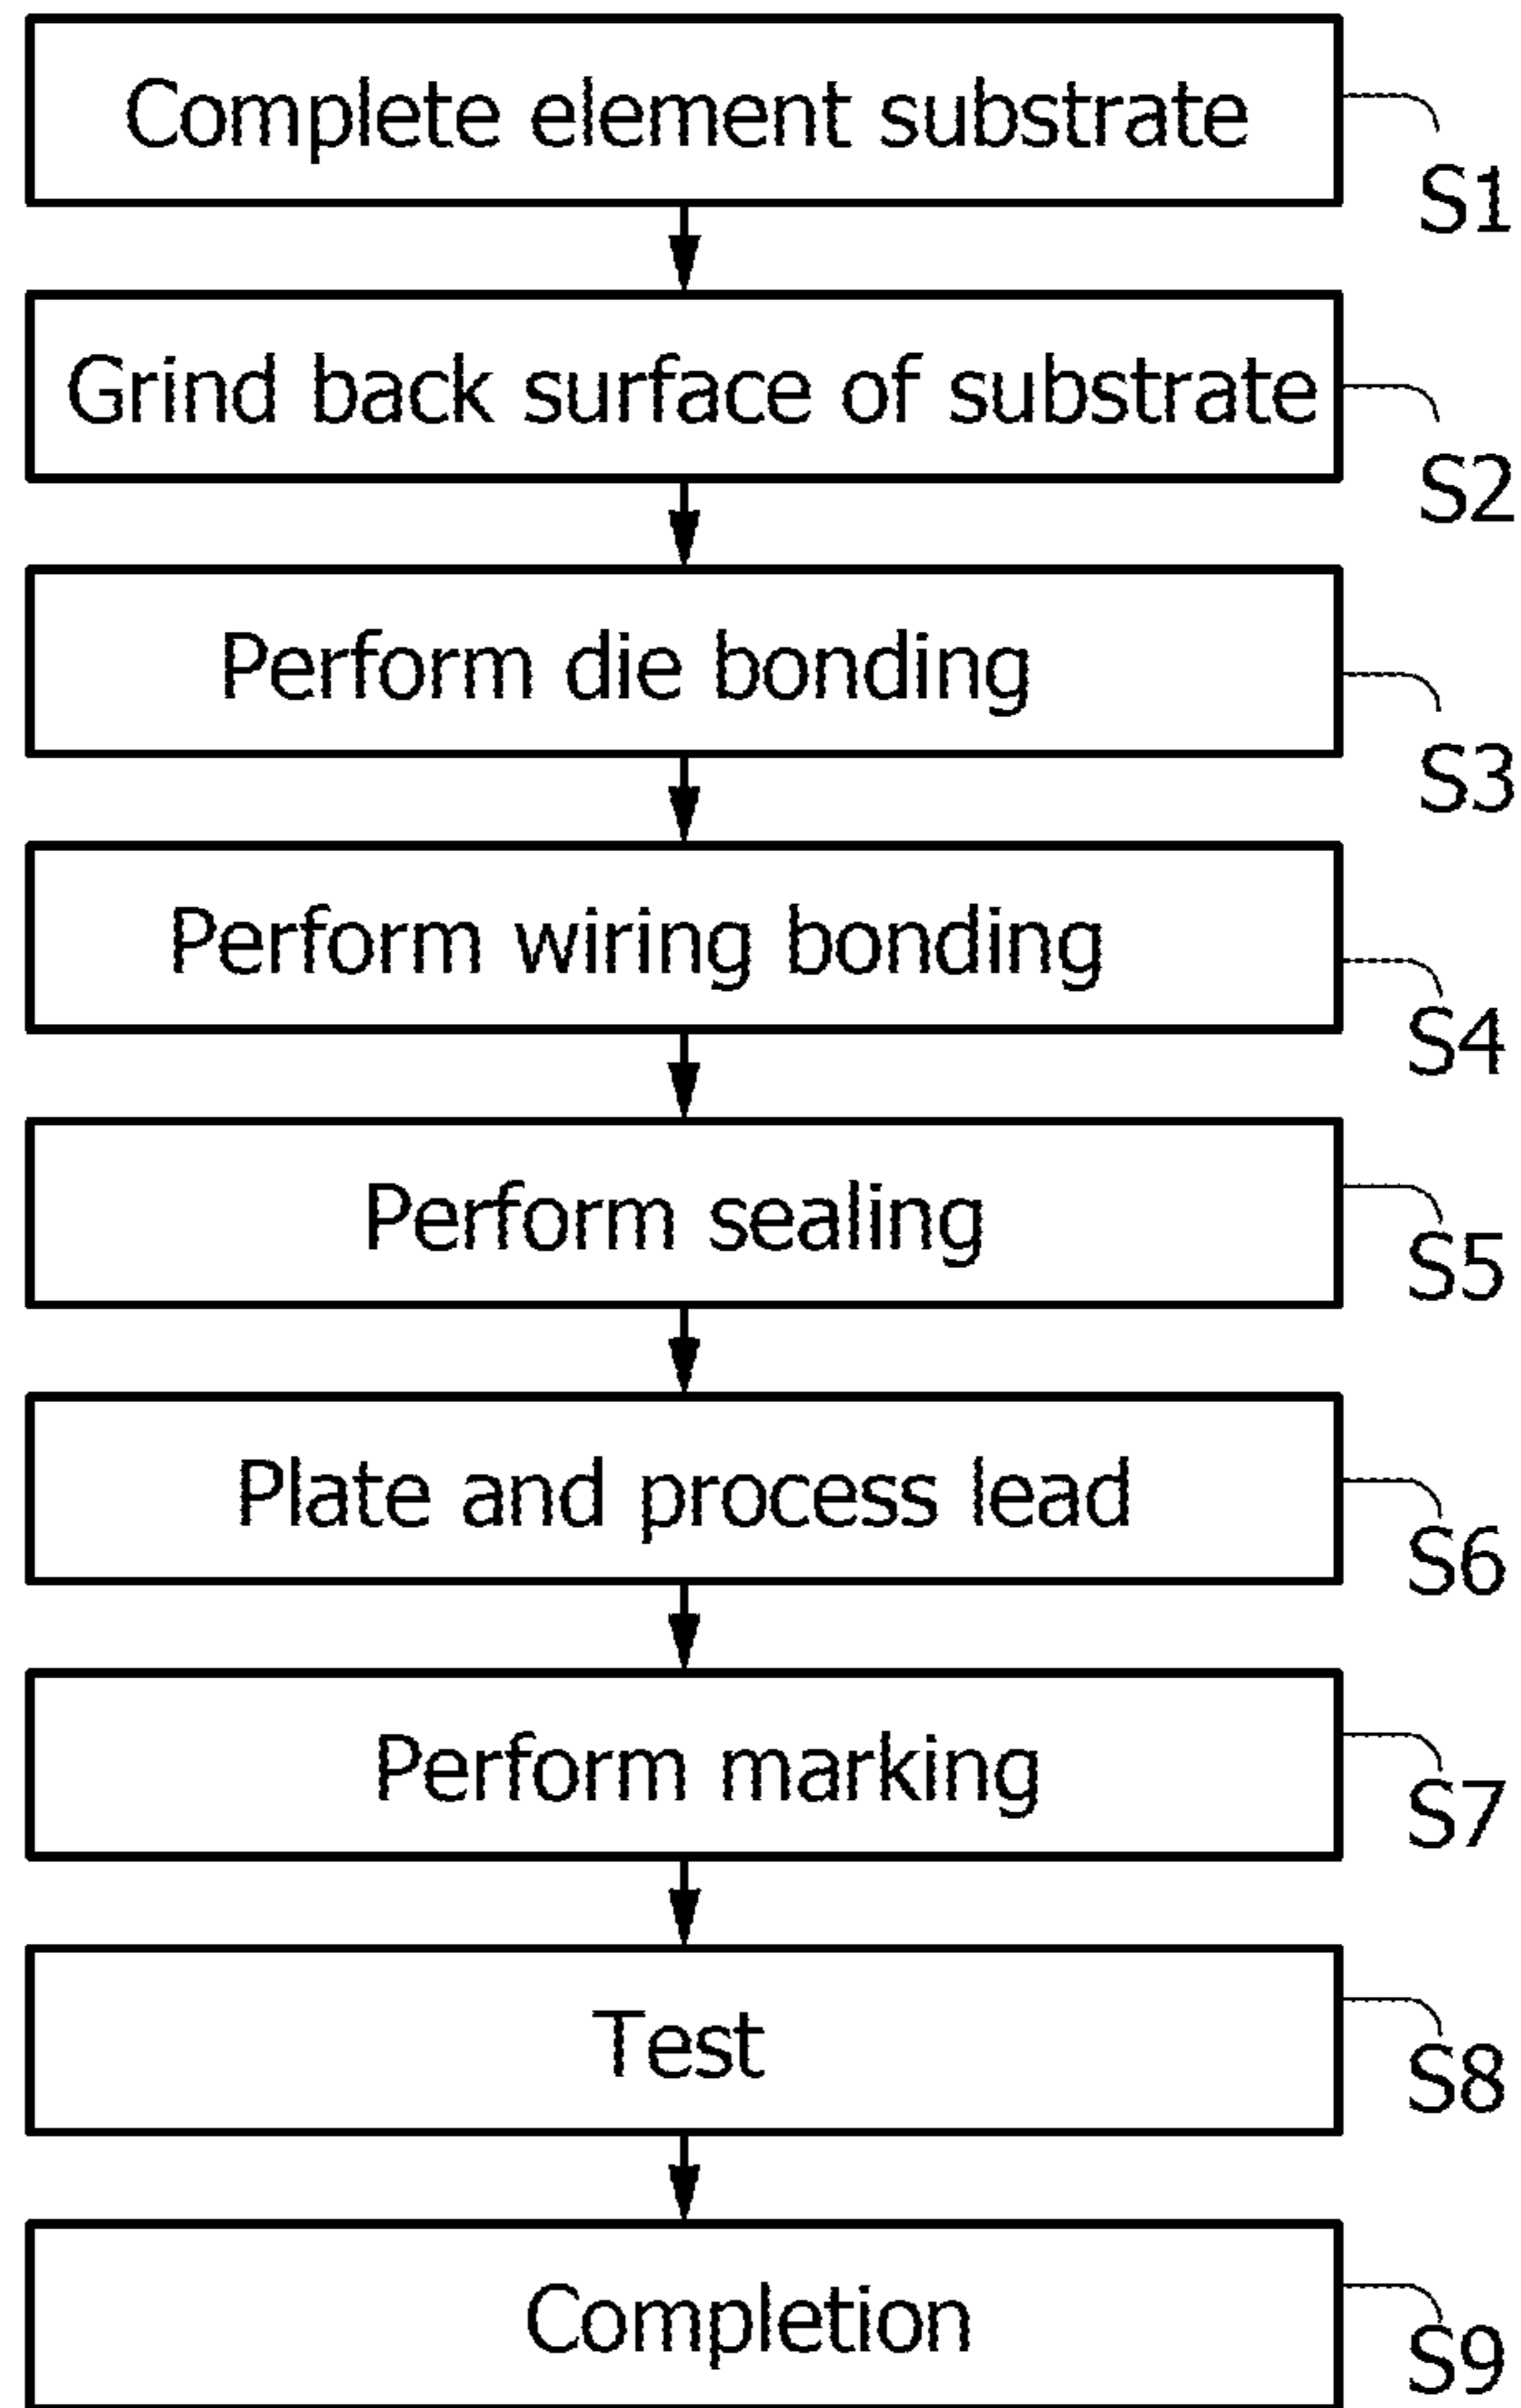 Complete element substrate
S1
Grind back surface of substrate
S2
Perform die bonding
S3
Perform wiring bonding
S4
Perform sealing
S5
Plate and process lead
S6
Perform marking
S7
Test
S8
Completion
S9